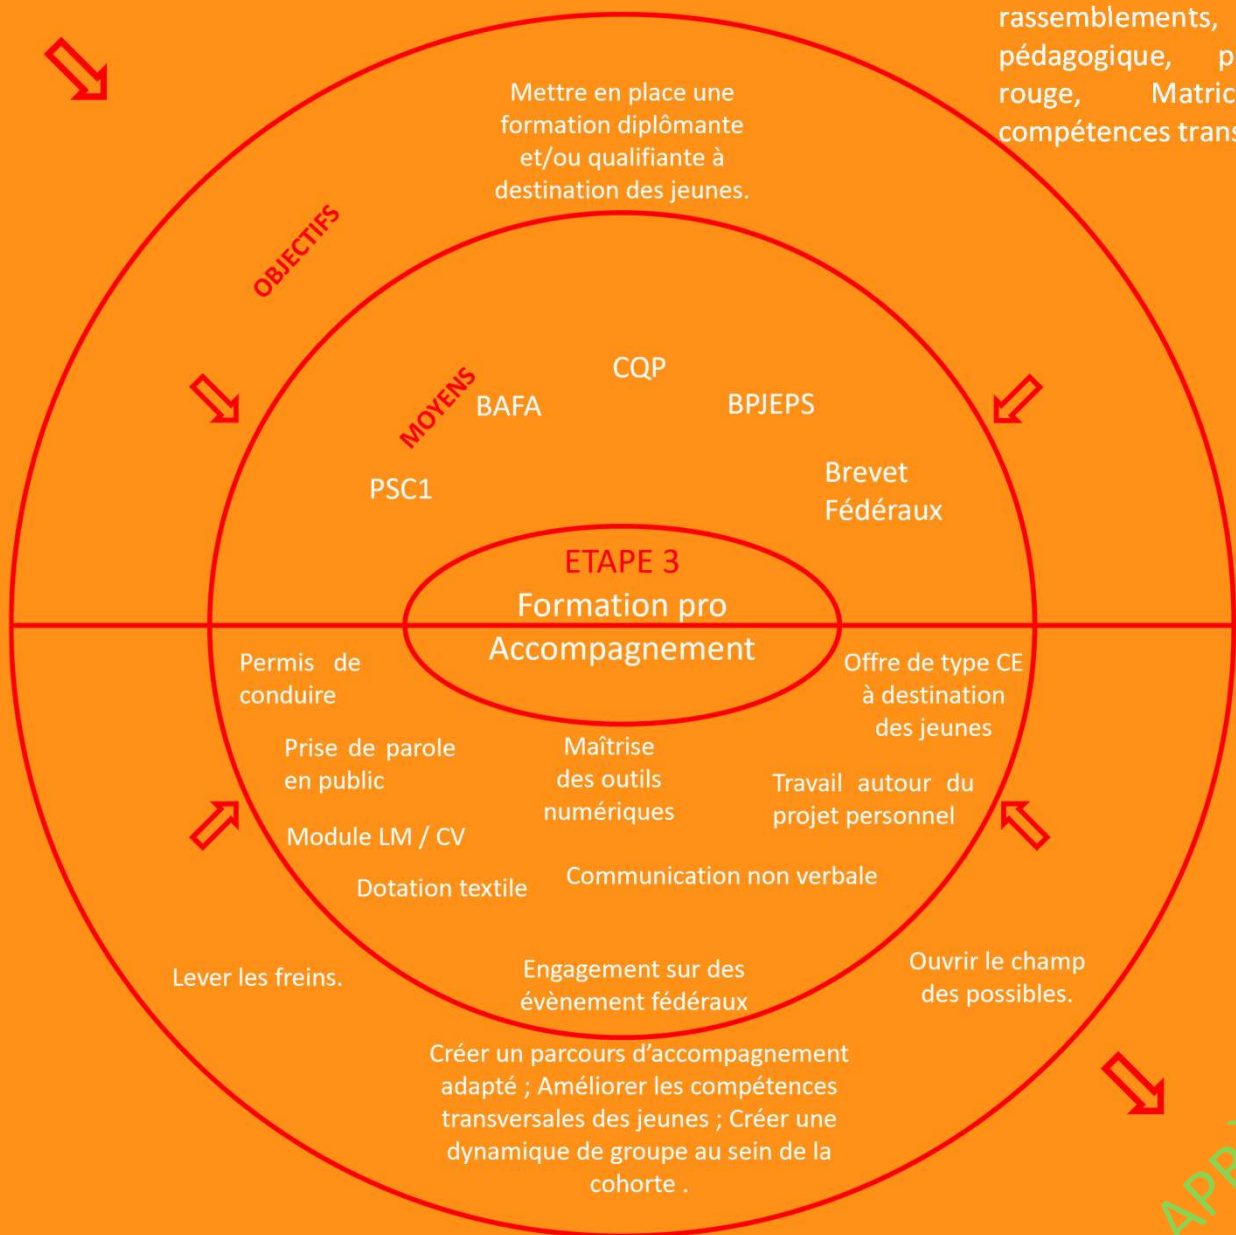 rassemblements,
pédagogique,
rouge,
compétences
Mettre en place une
formation diplômante
et/ou qualifiante à
destination des jeunes.
OBJECTIFS
MOYENS
CQP
BAFA
BPJEPS
PSC1
Brevet
Fédéraux
ETAPE 3
Formation pro
Accompagnement
Permis de
conduire
Offre de type CE
à destination
des jeunes
Prise de parole
en public
Maîtrise
des outils
numériques
Travail autour du
projet personnel
Module LM / CV
Dotation textile
Communication non verbale
Lever les freins.
Engagement sur des
évènement fédéraux
Ouvrir le champ
des possibles.
Créer un parcours d’accompagnement
adapté ; Améliorer les compétences
transversales des jeunes ; Créer une
dynamique de groupe au sein de la
cohorte .